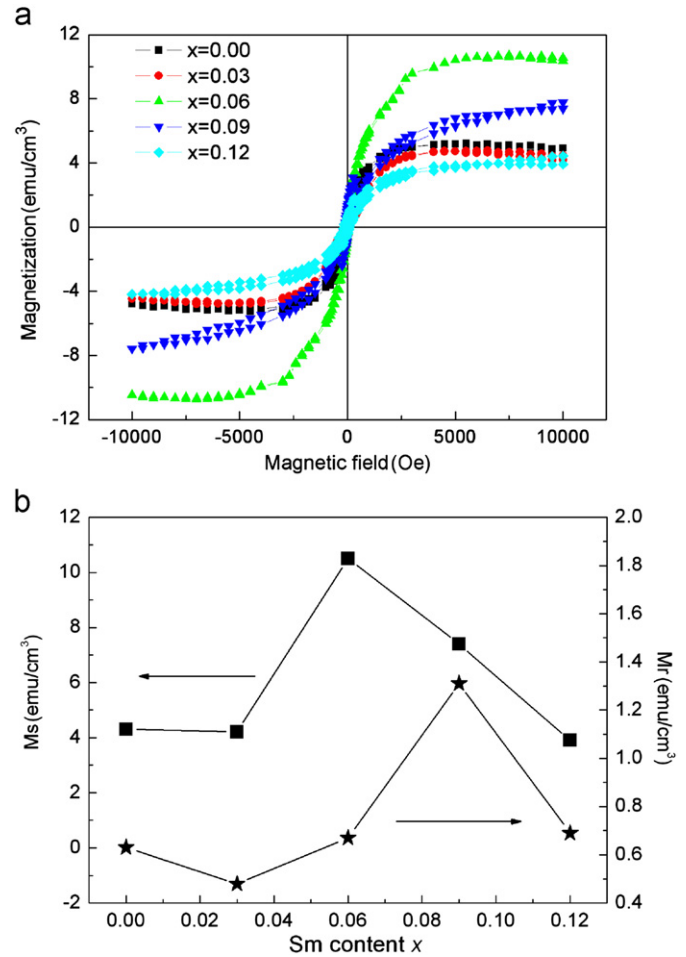 a
12
8
4
0
-4
-8
-12
Magnetization (emu/cm³)
x=0.00
x=0.03
x=0.06
x=0.09
x=0.12
-10000 -5000 0 5000 10000
Magnetic field (Oe)
b
12
10
8
6
4
2
0
-2
Ms (emu/cm³)
2.0
1.8
1.6
1.4
1.2
1.0
0.8
0.6
0.4
Mr (emu/cm³)
0.00 0.02 0.04 0.06 0.08 0.10 0.12
Sm content x